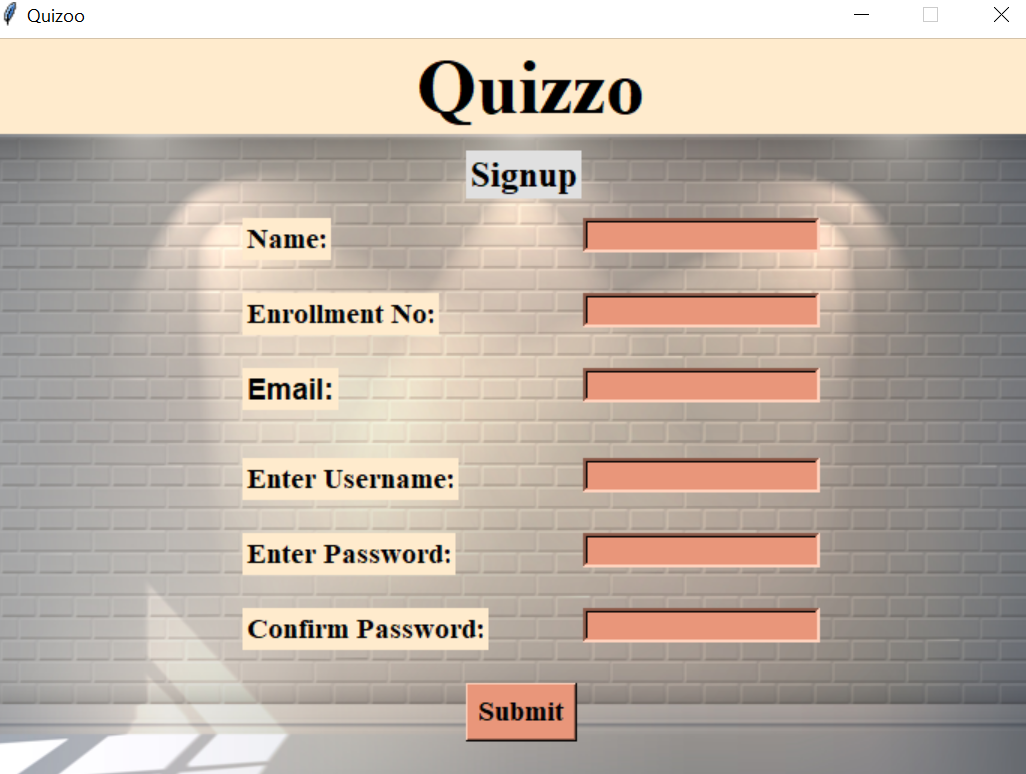 Quizoo
Quizzo
Signup
Name:
Enrollment No:
Email:
Enter Username:
Enter Password:
Confirm Password:
Submit